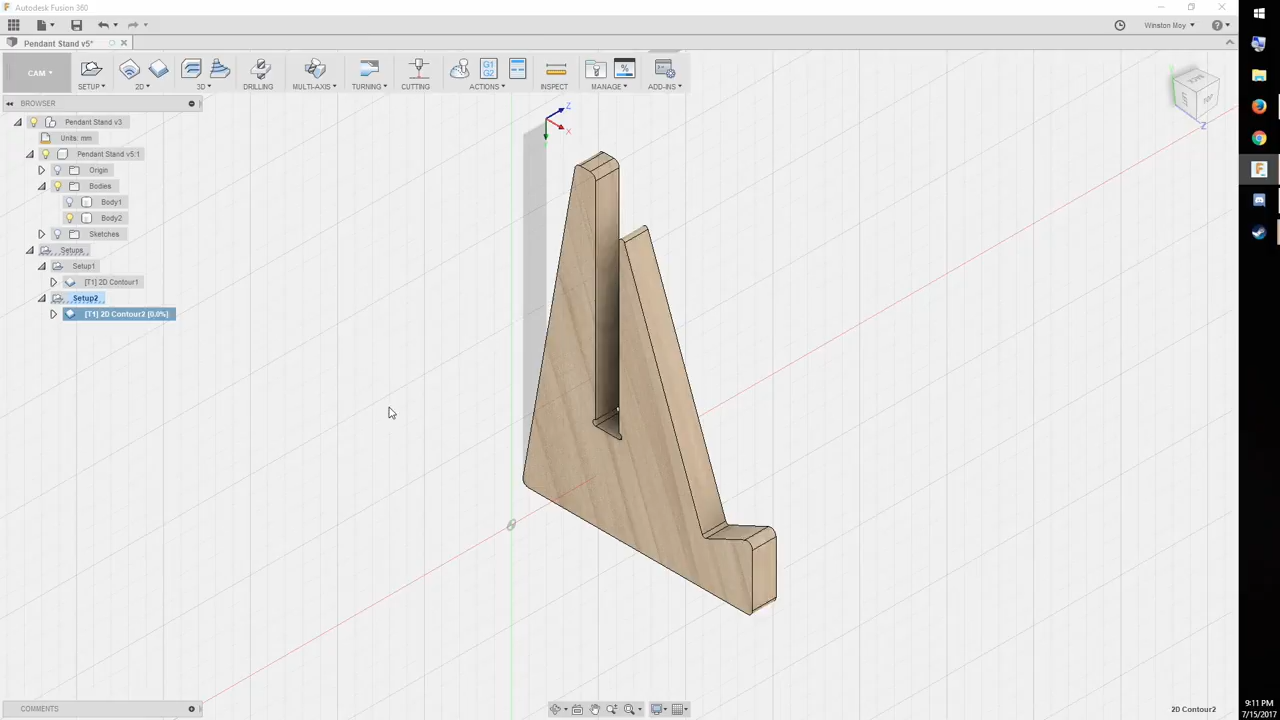 Autodesk Fusion 360
Winston Moy
Pendant Stand v5*
CAM
SETUP
2D
3D
DRILLING
MULTI-AXIS
TURNING
CUTTING
G1
G2
ACTIONS
INSPECT
%
MANAGE
ADD-INS
BROWSER
Pendant Stand v3
Units: mm
Pendant Stand v5:1
Origin
Bodies
Body1
Body2
Sketches
Setups
Setup1
[T1] 2D Contour1
Setup2
[T1] 2D Contour2 [0.0%]
Z
X
Z
COMMENTS
2D Contour2
9:11 PM
7/15/2017